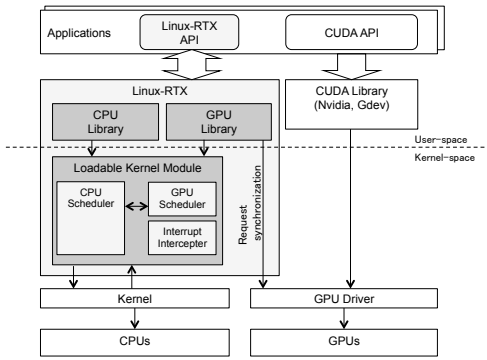 Applications
Linux-RTX
API
CUDA API
Linux-RTX
CUDA Library
(Nvidia, Gdev)
CPU
Library
GPU
Library
User-space
Kernel-space
Loadable Kernel Module
CPU
Scheduler
GPU
Scheduler
Interrupt
Intercepter
Request
synchronization
Kernel
GPU Driver
CPUs
GPUs